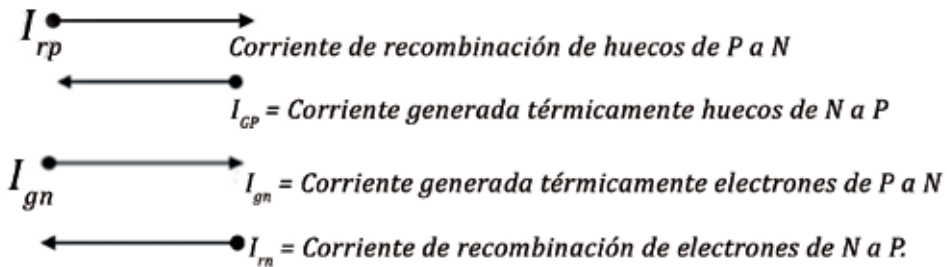 I_rp
Corriente de recombinación de huecos de P a N
I_GP = Corriente generada térmicamente huecos de N a P
I_gn
I_gn = Corriente generada térmicamente electrones de P a N
I_rn = Corriente de recombinación de electrones de N a P.